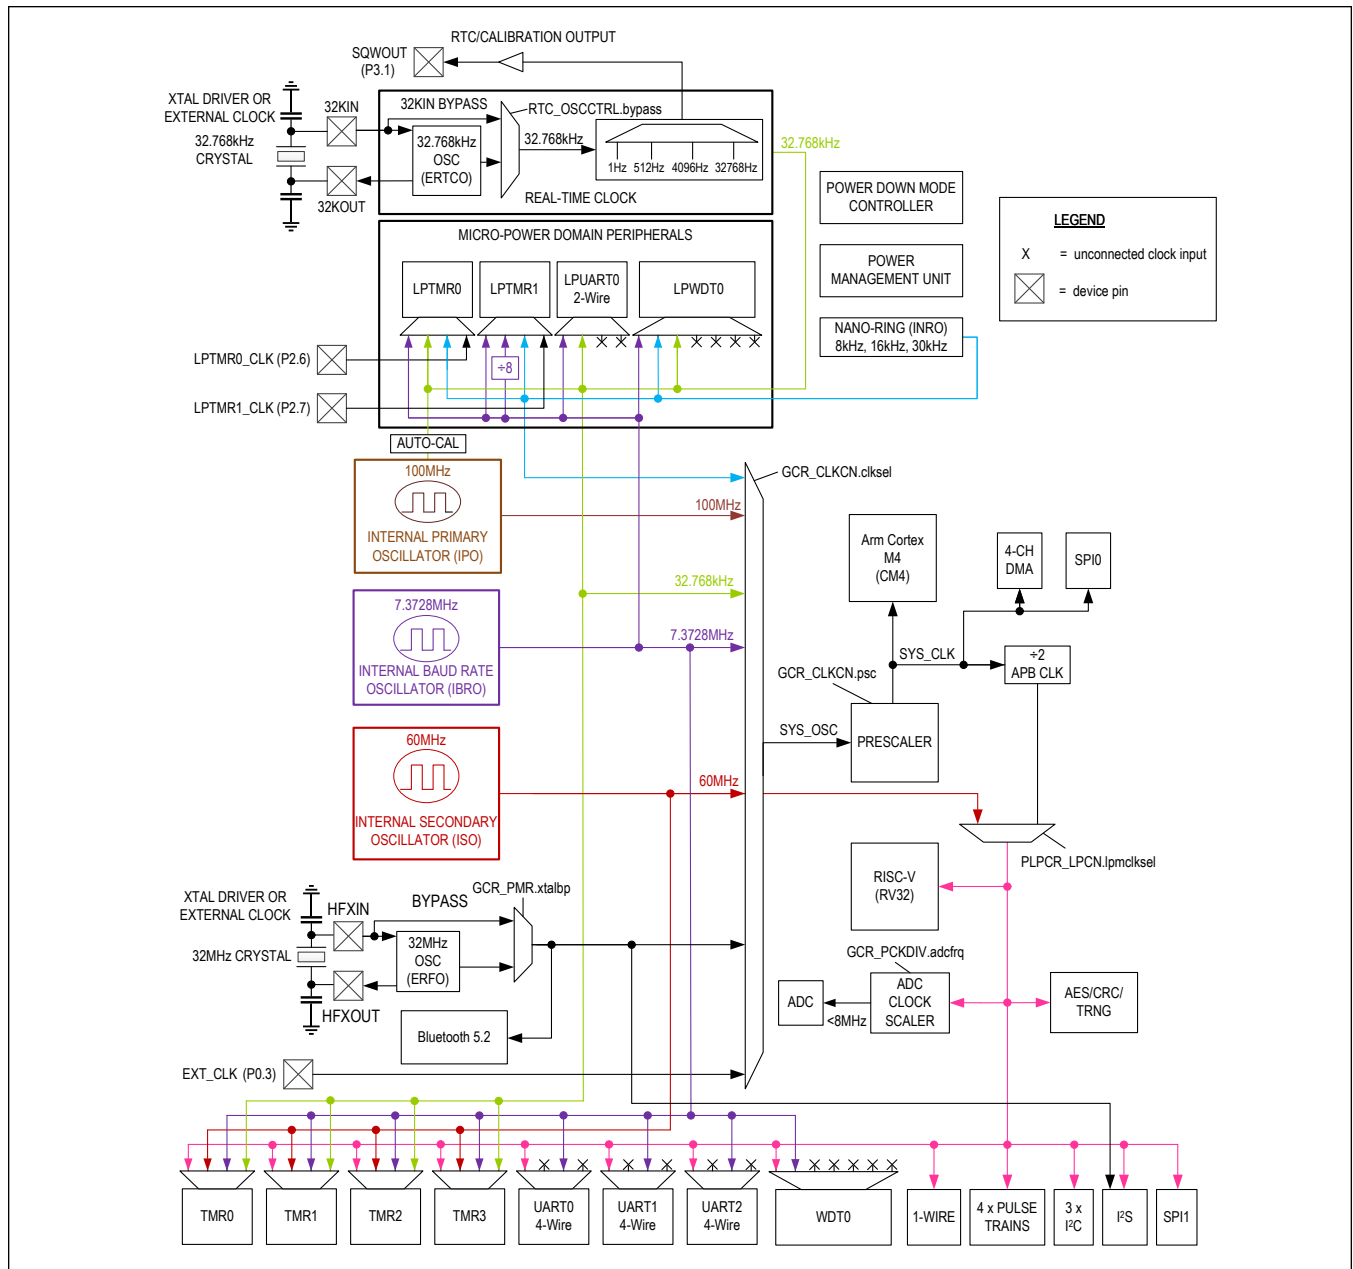 RTC/CALIBRATION OUTPUT
SQWOUT
(P3.1)
XTAL DRIVER OR
EXTERNAL CLOCK
32KIN
32KIN BYPASS
RTC_OSCCTRL.bypass
32.768kHz
CRYSTAL
32.768kHz
OSC
(ERTCO)
32.768kHz
1Hz
512Hz
4096Hz
32768Hz
32.768kHz
32KOUT
REAL-TIME CLOCK
POWER DOWN MODE
CONTROLLER
LEGEND
X = unconnected clock input
= device pin
MICRO-POWER DOMAIN PERIPHERALS
POWER
MANAGEMENT UNIT
LPTMR0
LPTMR1
LPUART0
2-Wire
LPWDT0
NANO-RING (INRO)
8kHz, 16kHz, 30kHz
LPTMR0_CLK (P2.6)
÷8
LPTMR1_CLK (P2.7)
AUTO-CAL
100MHz
INTERNAL PRIMARY
OSCILLATOR (IPO)
GCR_CLKCN.clksel
100MHz
Arm Cortex
M4
(CM4)
4-CH
DMA
SPI0
7.3728MHz
INTERNAL BAUD RATE
OSCILLATOR (IBRO)
32.768kHz
7.3728MHz
SYS_CLK
÷2
APB CLK
GCR_CLKCN.psc
60MHz
INTERNAL SECONDARY
OSCILLATOR (ISO)
SYS_OSC
PRESCALER
60MHz
PLPCR_LPCN.lpmclksel
RISC-V
(RV32)
XTAL DRIVER OR
EXTERNAL CLOCK
HFXIN
BYPASS
GCR_PMR.xtalbp
32MHz CRYSTAL
32MHz
OSC
(ERFO)
HFXOUT
Bluetooth 5.2
GCR_PCKDIV.adcfrq
ADC
<8MHz
ADC
CLOCK
SCALER
AES/CRC/
TRNG
EXT_CLK (P0.3)
TMR0
TMR1
TMR2
TMR3
UART0
4-Wire
UART1
4-Wire
UART2
4-Wire
WDT0
1-WIRE
4 x PULSE
TRAINS
3 x
I²C
I²S
SPI1